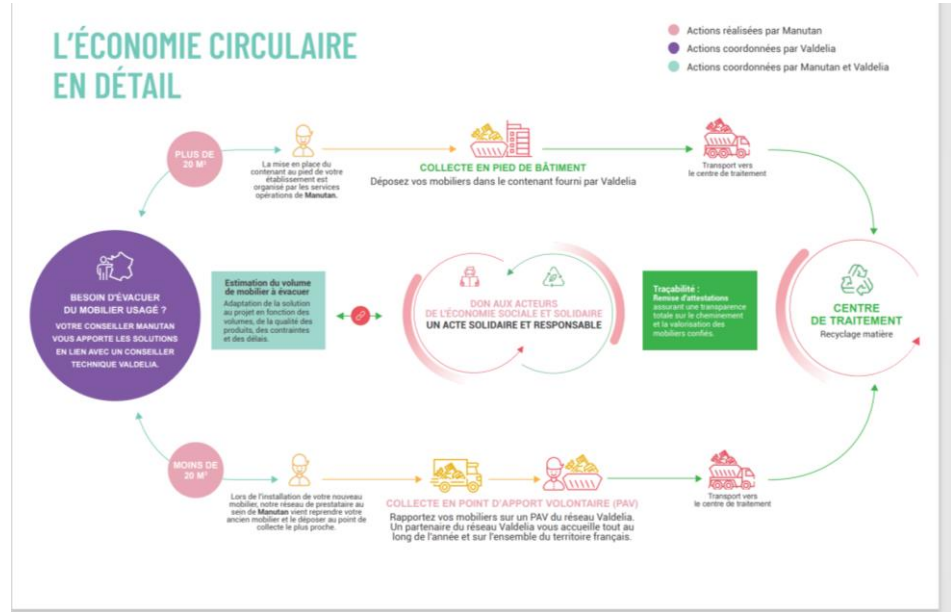 L'ÉCONOMIE CIRCULAIRE
EN DÉTAIL
Actions réalisées par Manutan
Actions coordonnées par Valdelia
Actions coordonnées par Manutan et Valdelia
PLUS DE
20 M³
La mise en place du
contenant au pied de votre
établissement est
organisé par les services
opérations de Manutan.
COLLECTE EN PIED DE BÂTIMENT
Déposez vos mobiliers dans le contenant fourni par Valdelia
Transport vers
le centre de traitement
BESOIN D'ÉVACUER
DU MOBILIER USAGÉ ?
VOTRE CONSEILLER MANUTAN
VOUS APPORTE LES SOLUTIONS
EN LIEN AVEC UN CONSEILLER
TECHNIQUE VALDELIA.
Estimation du volume
de mobilier à évacuer
Adaptation de la solution
au projet en fonction des
volumes, de la qualité des
produits, des contraintes
et des délais.
DON AUX ACTEURS
DE L'ÉCONOMIE SOCIALE ET SOLIDAIRE
UN ACTE SOLIDAIRE ET RESPONSABLE
Traçabilité :
Remise d'attestations
assurant une transparence
totale sur le cheminement
et la valorisation des
mobiliers confiés.
CENTRE
DE TRAITEMENT
Recyclage matière
MOINS DE
20 M³
Lors de l'installation de votre nouveau
mobilier, notre réseau de prestataire au
sein de Manutan vient reprendre votre
ancien mobilier et le déposer au point de
collecte le plus proche.
COLLECTE EN POINT D'APPORT VOLONTAIRE (PAV)
Rapportez vos mobiliers sur un PAV du réseau Valdelia.
Un partenaire du réseau Valdelia vous accueille tout au
long de l'année et sur l'ensemble du territoire français.
Transport vers
le centre de traitement